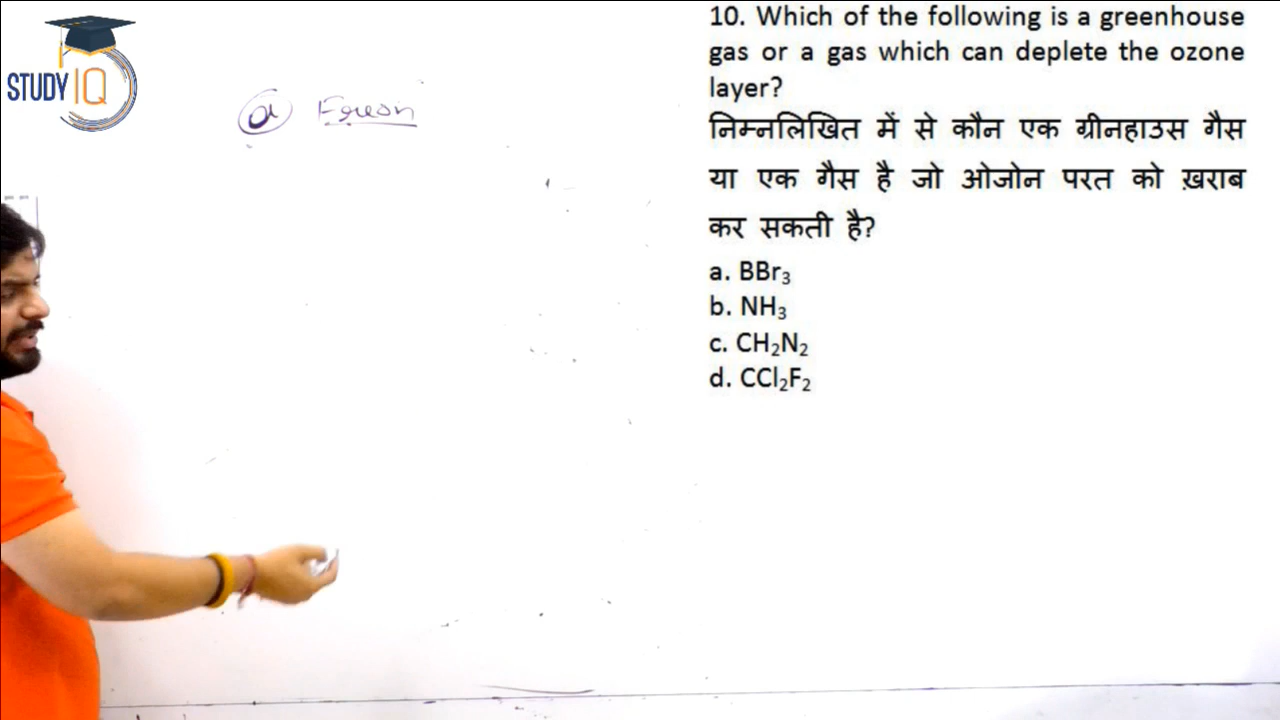 STUDY IQ
a Freon
10. Which of the following is a greenhouse
gas or a gas which can deplete the ozone
layer?
निम्नलिखित में से कौन एक ग्रीनहाउस गैस
या एक गैस है जो ओजोन परत को ख़राब
कर सकती है?
a. BBr₃
b. NH₃
c. CH₂N₂
d. CCl₂F₂